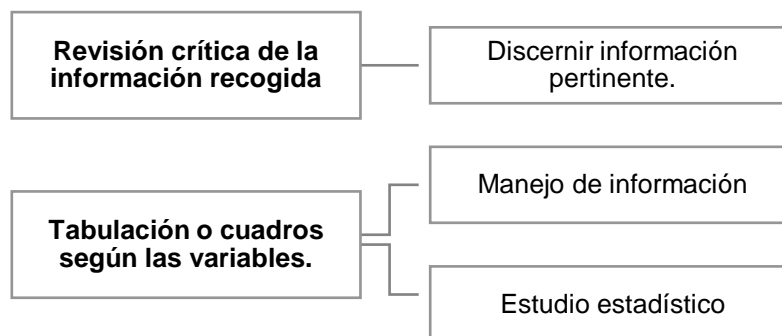 Revisión crítica de la
información recogida
Discernir información
pertinente.
Tabulación o cuadros
según las variables.
Manejo de información
Estudio estadístico